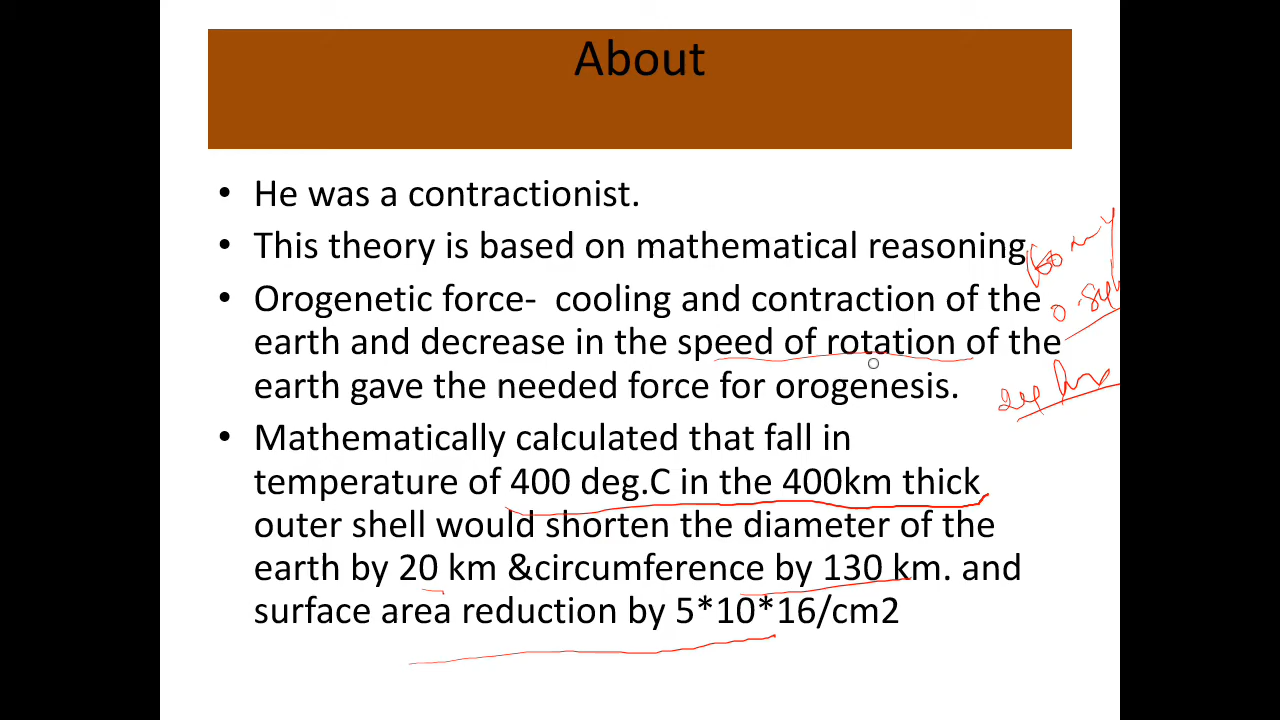 About
• He was a contractionist.
• This theory is based on mathematical reasoning
• Orogenetic force- cooling and contraction of the
earth and decrease in the speed of rotation of the
earth gave the needed force for orogenesis.
• Mathematically calculated that fall in
temperature of 400 deg.C in the 400km thick
outer shell would shorten the diameter of the
earth by 20 km &circumference by 130 km. and
surface area reduction by 5*10*16/cm2
24 hrs